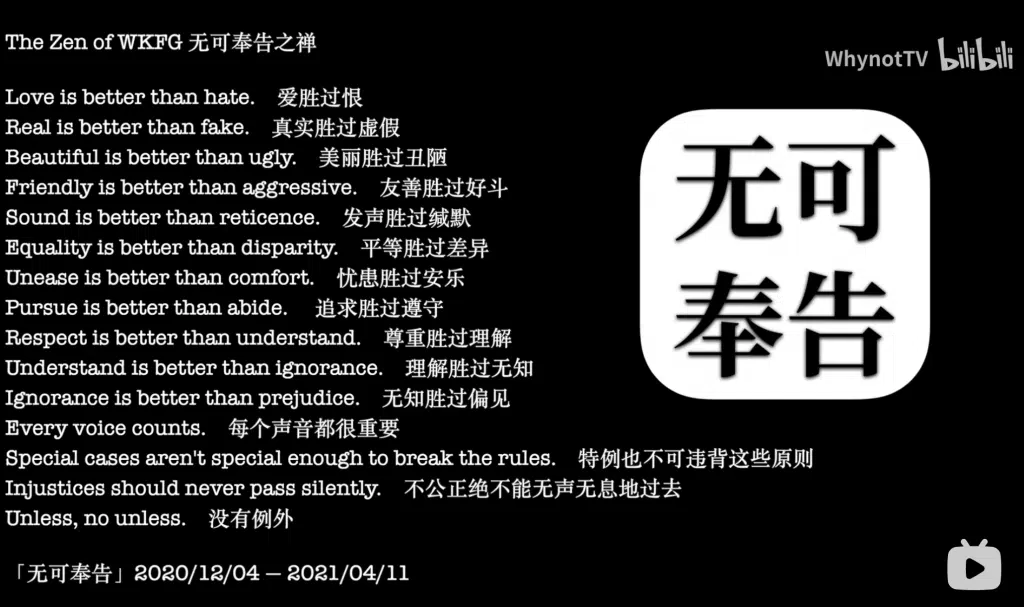 The Zen of WKFG 无可奉告之禅
WhynotTV bilibili
Love is better than hate. 爱胜过恨
Real is better than fake. 真实胜过虚假
Beautiful is better than ugly. 美丽胜过丑陋
Friendly is better than aggressive. 友善胜过好斗
Sound is better than reticence. 发声胜过缄默
Equality is better than disparity. 平等胜过差异
Unease is better than comfort. 忧患胜过安乐
Pursue is better than abide. 追求胜过遵守
Respect is better than understand. 尊重胜过理解
Understand is better than ignorance. 理解胜过无知
Ignorance is better than prejudice. 无知胜过偏见
Every voice counts. 每个声音都很重要
Special cases aren't special enough to break the rules. 特例也不可违背这些原则
Injustices should never pass silently. 不公正绝不能无声无息地过去
Unless, no unless. 没有例外
「无可奉告」2020/12/04 — 2021/04/11
无可
奉告